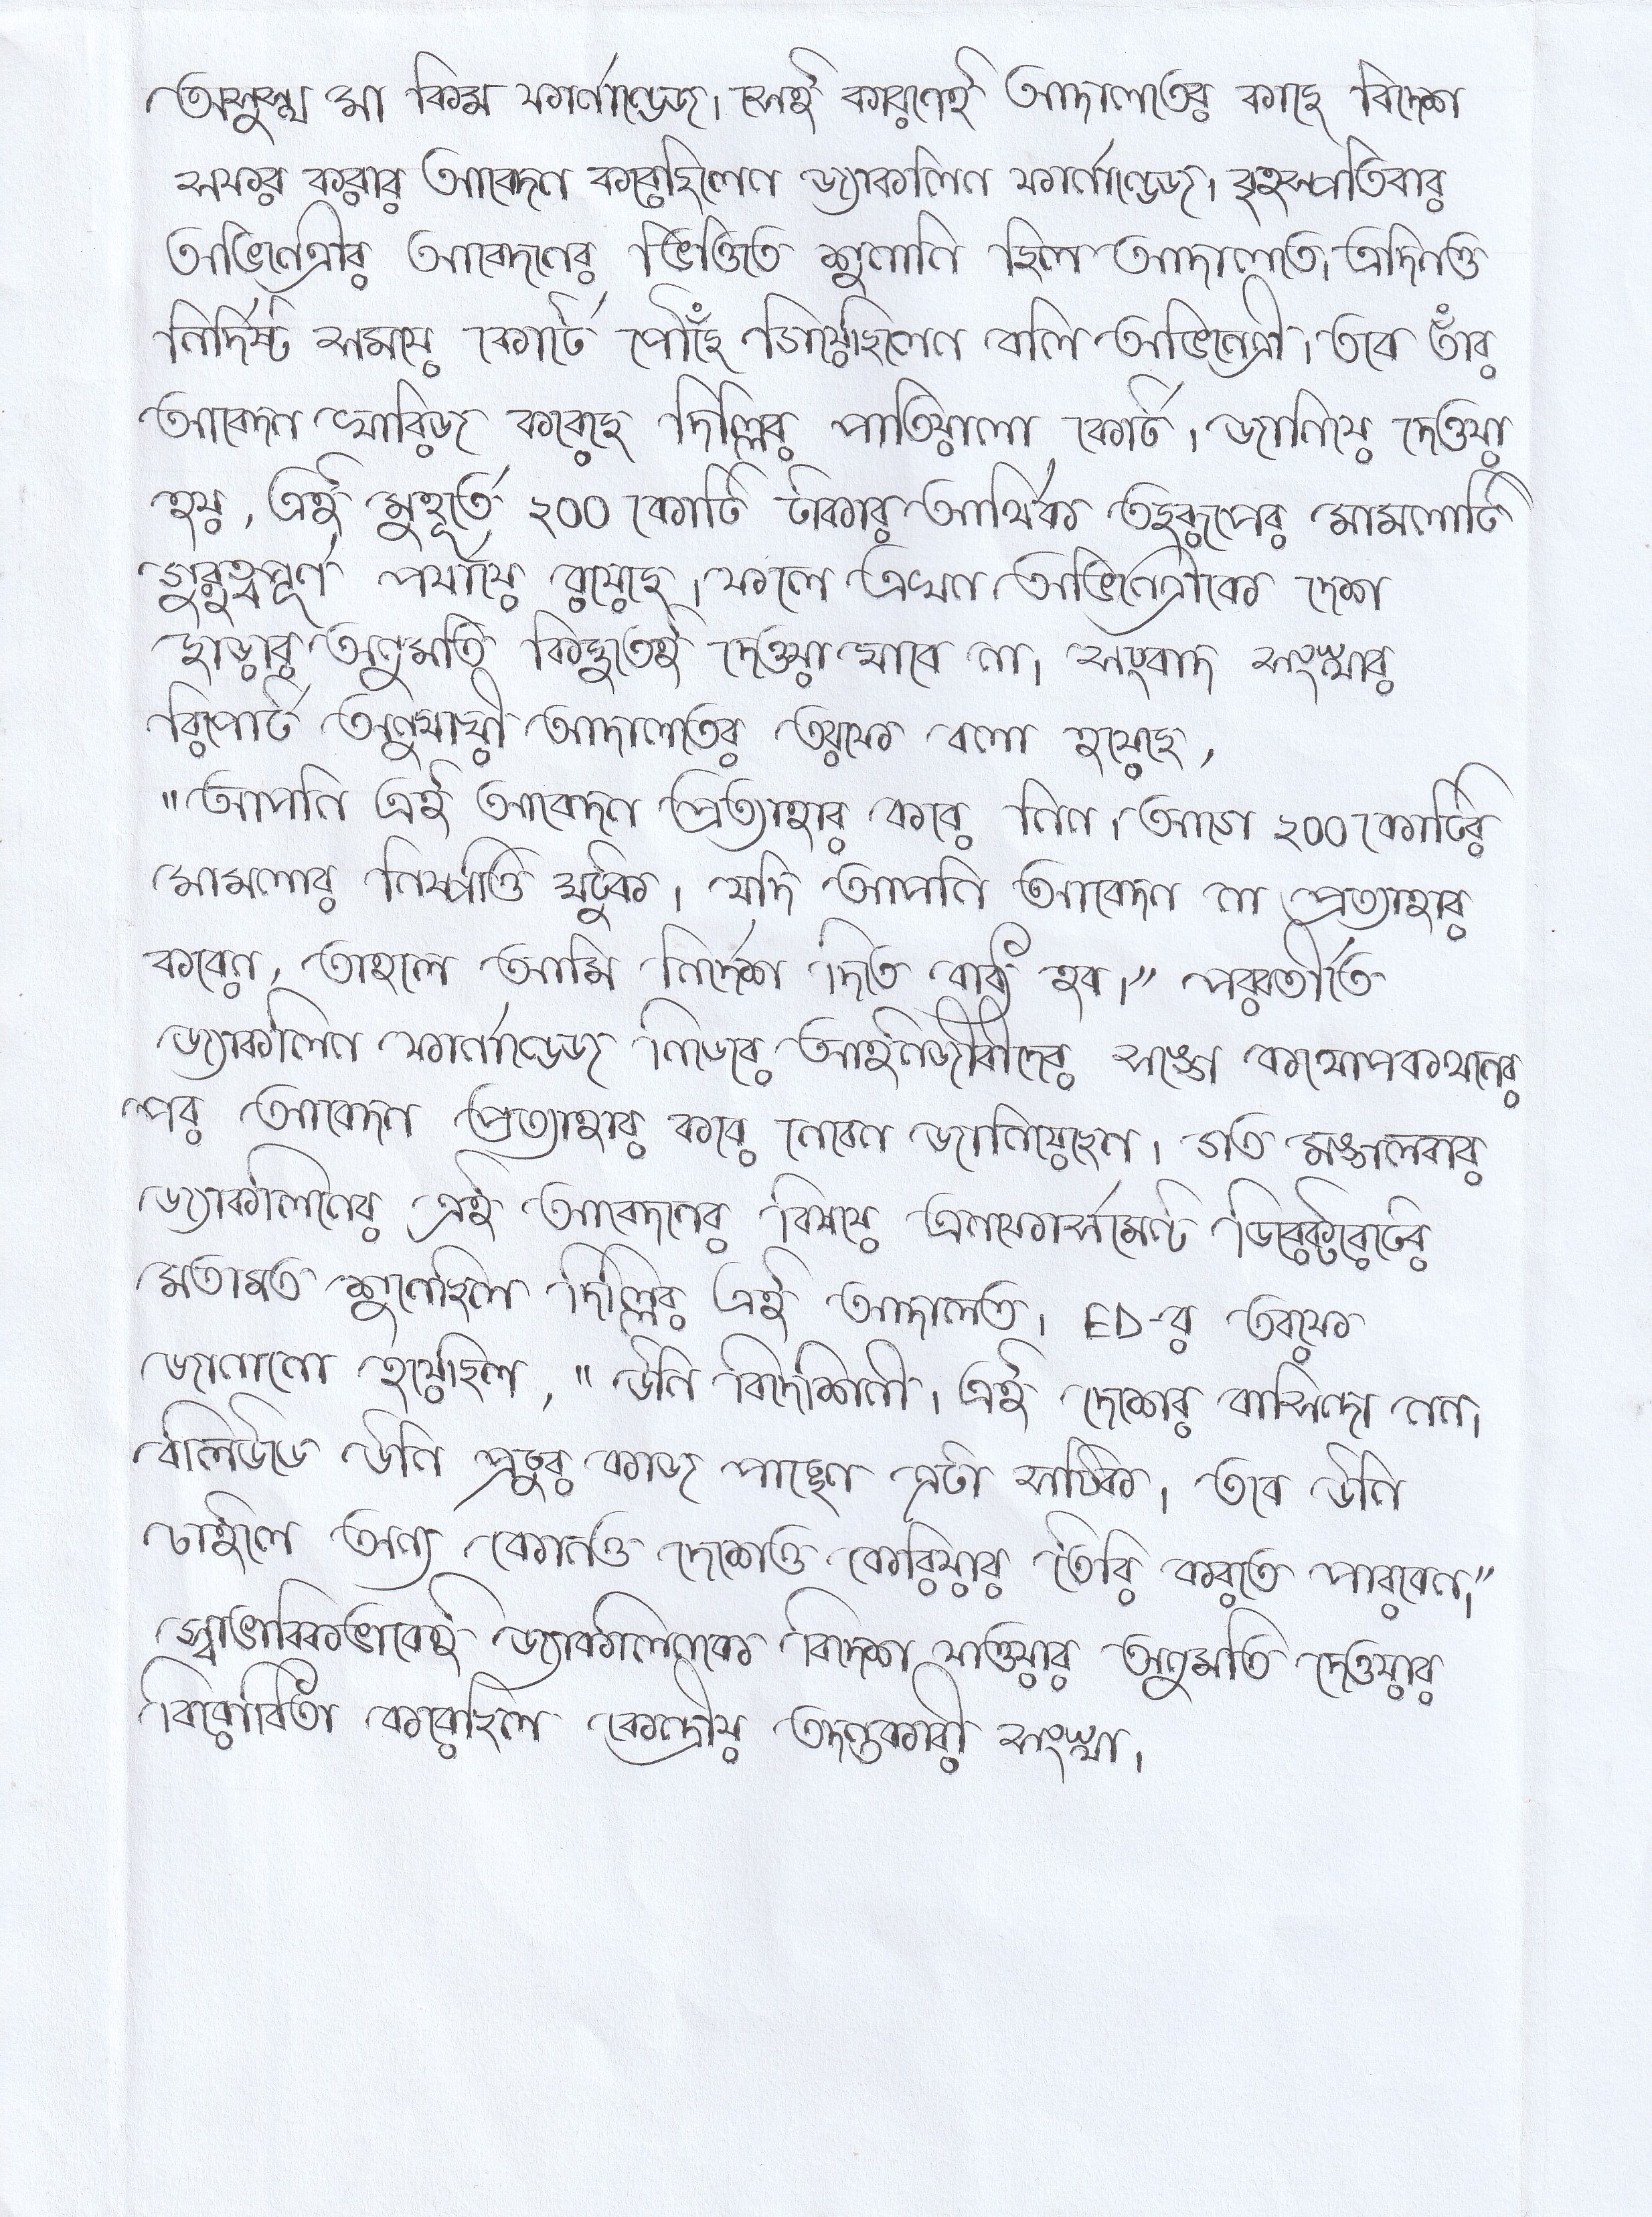 অসুস্থ মা কিম ফার্নান্ডেজ। সেই কারণেই আদালতের কাছে বিদেশ
সফর করার আবেদন করেছিলেন জ্যাকলিন ফার্নান্ডেজ। বৃহস্পতিবার
অভিনেত্রীর আবেদনের ভিত্তিতে শুনানি ছিল আদালতে। এদিনও
নির্দিষ্ট সময়ে কোর্টে পৌঁছে গিয়েছিলেন বলি অভিনেত্রী। তবে তাঁর
আবেদন খারিজ করেছে দিল্লির পাতিয়ালা কোর্ট। জানিয়ে দেওয়া
হয়, এই মুহূর্তে ২০০ কোটি টাকার আর্থিক তছরূপের মামলাটি
গুরুত্বপূর্ণ পর্যায়ে রয়েছে। ফলে এখন অভিনেত্রীকে দেশ
ছাড়ার অনুমতি কিছুতেই দেওয়া যাবে না। সংবাদ সংস্থার
রিপোর্ট অনুযায়ী আদালতের তরফে বলা হয়েছে,
"আপনি এই আবেদন প্রত্যাহার করে নিন। আগে ২০০ কোটির
মামলার নিষ্পত্তি ঘটুক। যদি আপনি আবেদন না প্রত্যাহার
করেন, তাহলে আমি নির্দেশ দিতে বাধ্য হব।" পরবর্তীতে
জ্যাকলিন ফার্নান্ডেজ নিজের আইনজীবীদের সঙ্গে কথোপকথনের
পর আবেদন প্রত্যাহার করে নেবেন জানিয়েছেন। গত মঙ্গলবার
জ্যাকলিনের এই আবেদনের বিষয়ে এনফোর্সমেন্ট ডিরেক্টরেটের
মতামত শুনেছিল দিল্লির এই আদালত। ED-র তরফে
জানানো হয়েছিল, "উনি বিদেশিনী। এই দেশের বাসিন্দা নন।
বলিউডে উনি প্রচুর কাজ পাচ্ছেন এটা সঠিক। তবে উনি
চাইলে অন্য কোনও দেশেও কেরিয়ার তৈরি করতে পারবেন।"
স্বাভাবিকভাবেই জ্যাকলিনকে বিদেশ যাওয়ার অনুমতি দেওয়ার
বিরোধিতা করেছিল কেন্দ্রীয় তদন্তকারী সংস্থা।